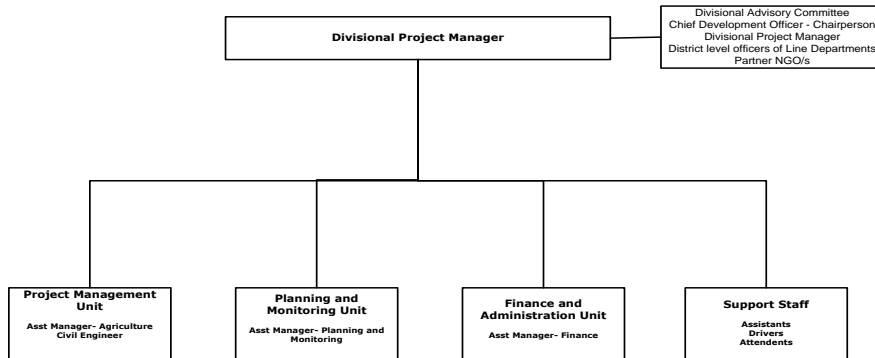 Divisional Project Manager
Divisional Advisory Committee
Chief Development Officer - Chairperson
Divisional Project Manager
District level officers of Line Departments
Partner NGO/s
Project Management
Unit
Asst Manager- Agriculture
Civil Engineer
Planning and
Monitoring Unit
Asst Manager- Planning and
Monitoring
Finance and
Administration Unit
Asst Manager- Finance
Support Staff
Assistants
Drivers
Attendents